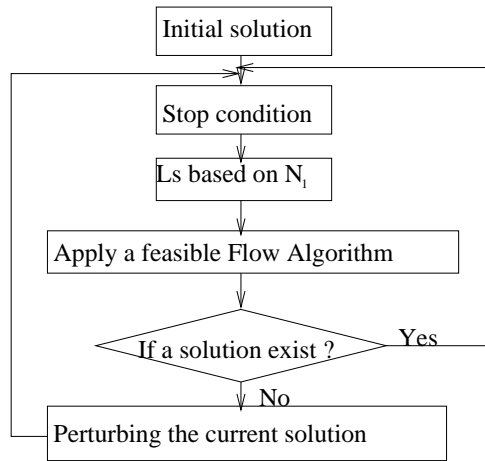 Initial solution
Stop condition
Ls based on N₁
Apply a feasible Flow Algorithm
If a solution exist ?
Yes
No
Perturbing the current solution